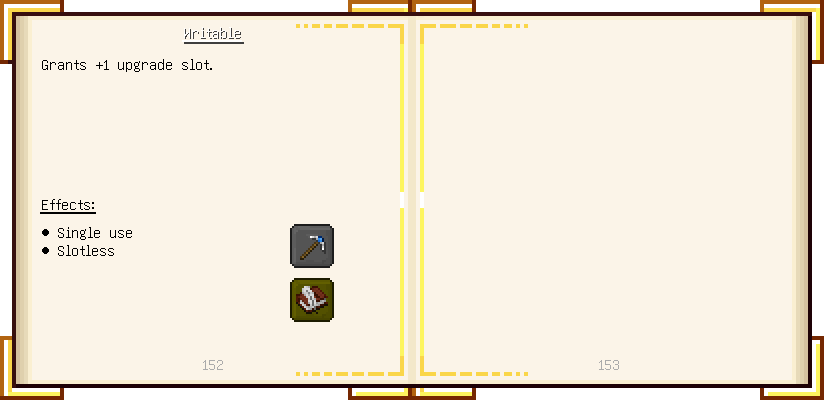 Writable
Grants +1 upgrade slot.
Effects:
● Single use
● Slotless
152
153